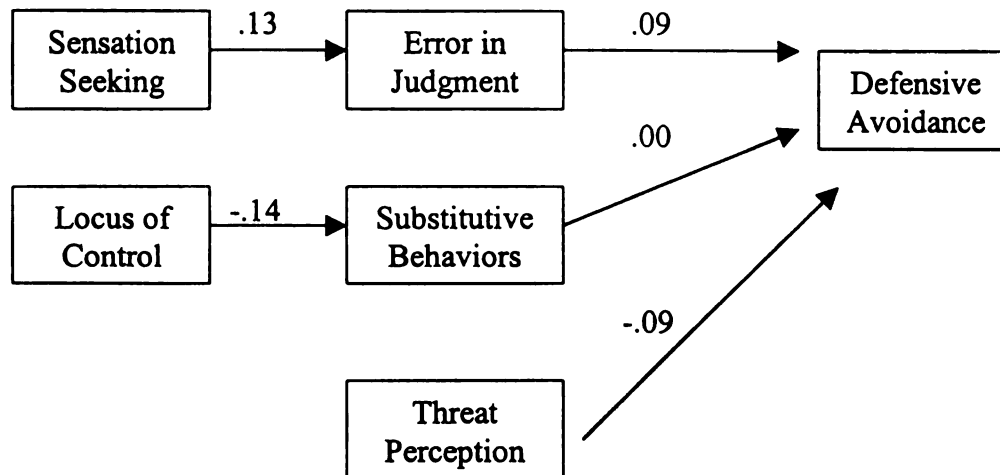 Sensation
Seeking
.13
Error in
Judgment
.09
Defensive
Avoidance
.00
Locus of
Control
-.14
Substitutive
Behaviors
-.09
Threat
Perception